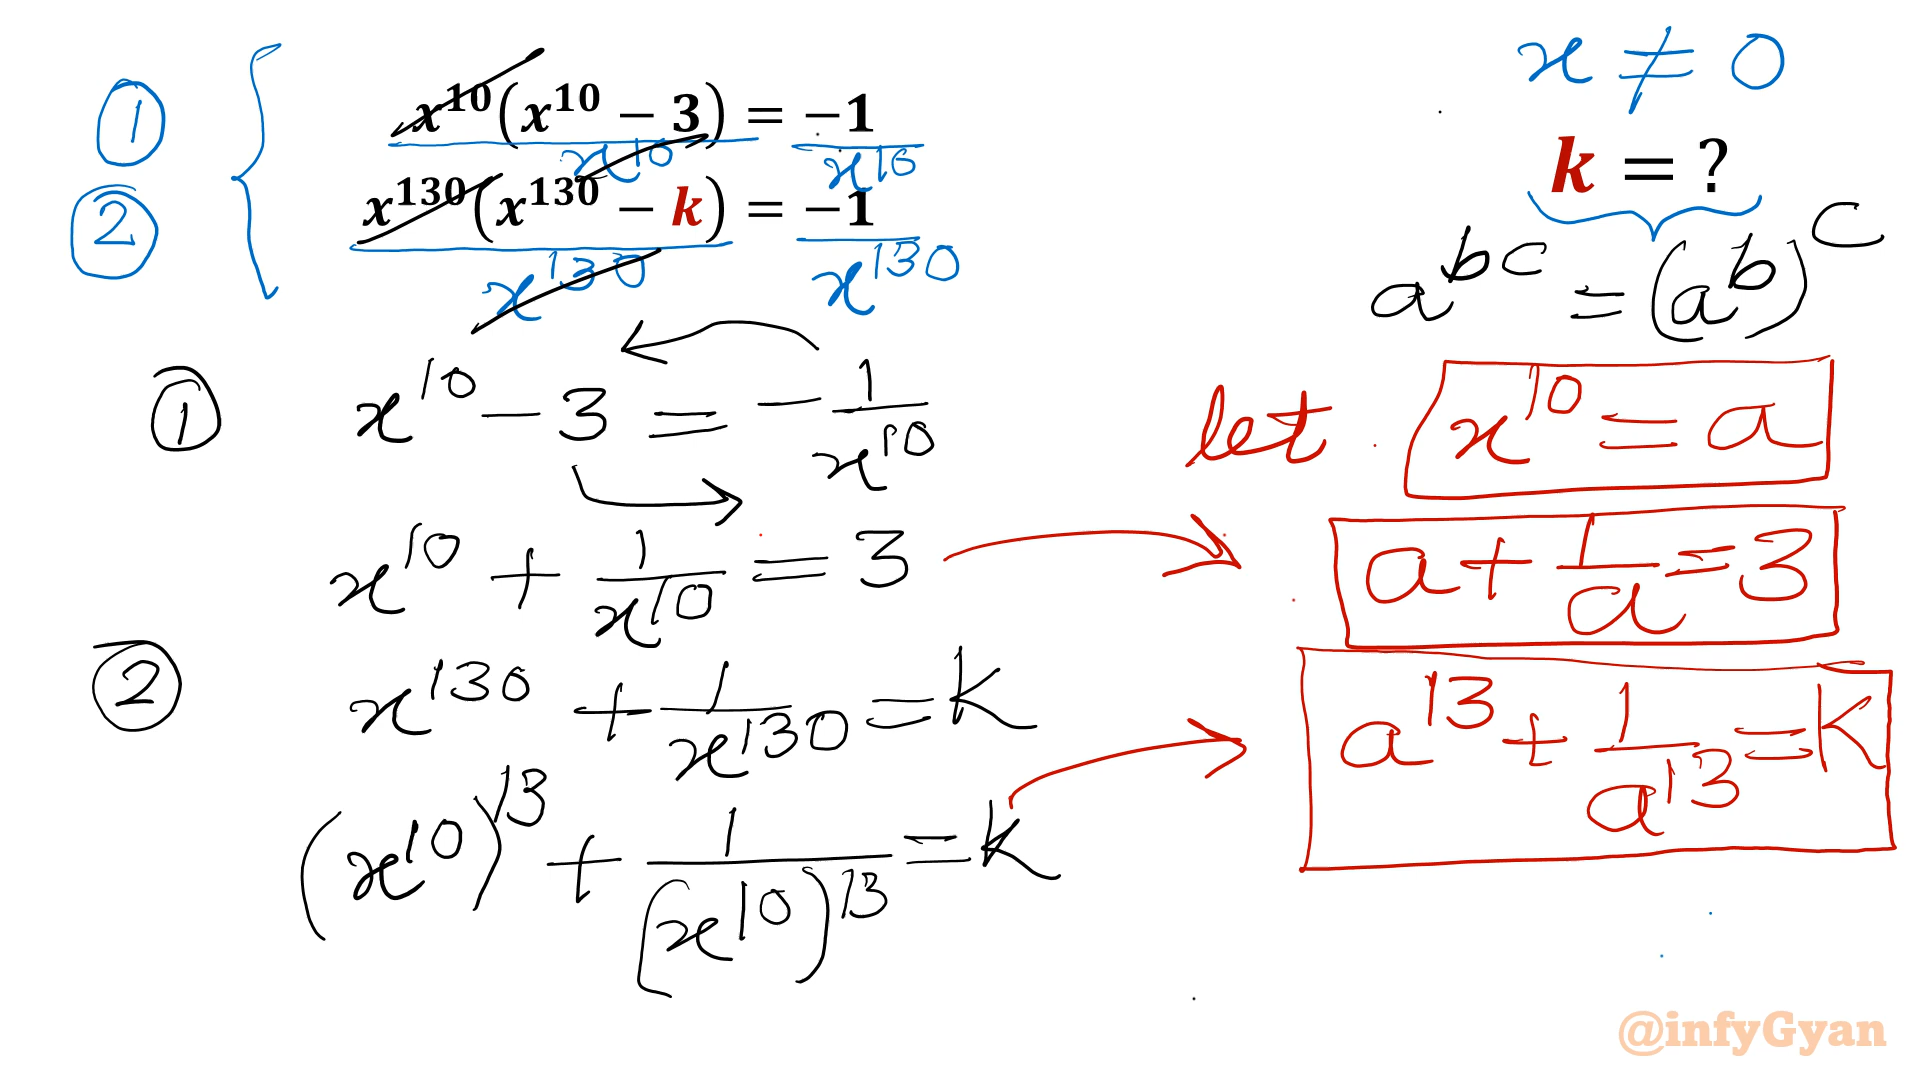 ① x¹⁰(x¹⁰ − 3) / x¹⁰ = −1 / x¹⁰
② x¹³⁰(x¹³⁰ − k) / x¹³⁰ = −1 / x¹³⁰
x ≠ 0
k = ?
a^bc = (a^b)^c
① x¹⁰ − 3 = − 1/x¹⁰
x¹⁰ + 1/x¹⁰ = 3
② x¹³⁰ + 1/x¹³⁰ = k
(x¹⁰)¹³ + 1/(x¹⁰)¹³ = k
let x¹⁰ = a
a + 1/a = 3
a¹³ + 1/a¹³ = k
@infyGyan